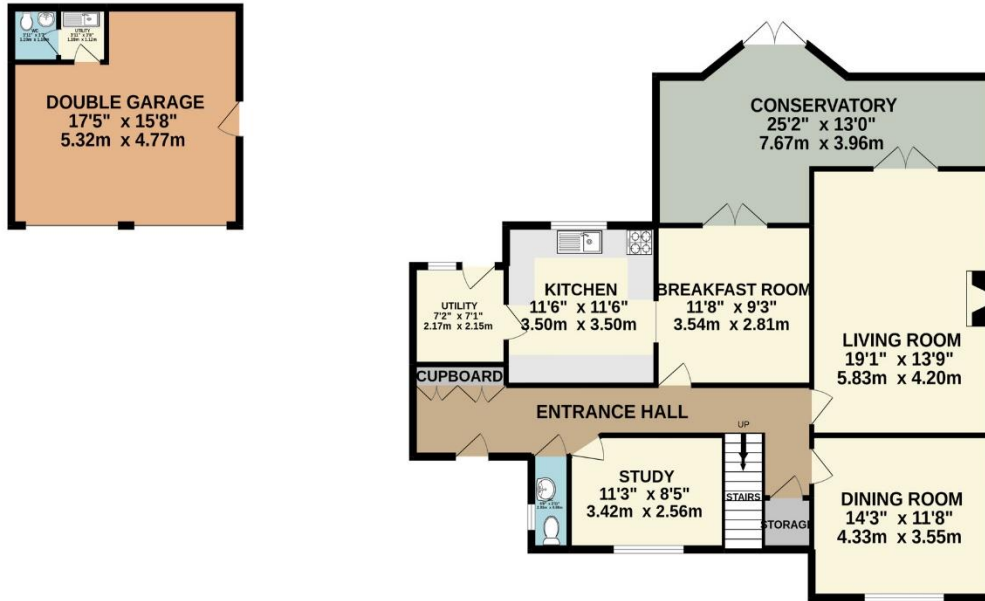 UTILITY
DOUBLE GARAGE
17'5" x 15'8"
5.32m x 4.77m
CONSERVATORY
25'2" x 13'0"
7.67m x 3.96m
KITCHEN
11'6" x 11'6"
3.50m x 3.50m
BREAKFAST ROOM
11'8" x 9'3"
3.54m x 2.81m
UTILITY
7'2" x 7'1"
2.17m x 2.15m
LIVING ROOM
19'1" x 13'9"
5.83m x 4.20m
CUPBOARD
ENTRANCE HALL
UP
STUDY
11'3" x 8'5"
3.42m x 2.56m
STAIRS
STORAGE
DINING ROOM
14'3" x 11'8"
4.33m x 3.55m